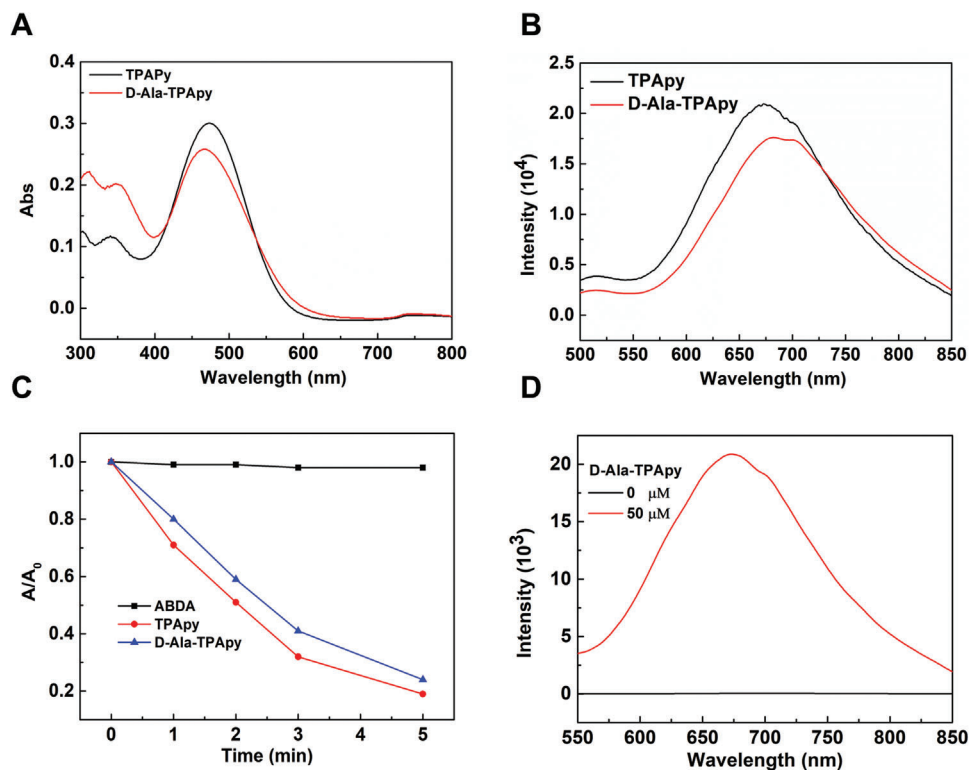 A
0.4
0.3
0.2
0.1
0.0
Abs
TPAPy
D-Ala-TPApy
300 400 500 600 700 800
Wavelength (nm)
B
2.5
2.0
1.5
1.0
0.5
0.0
Intensity (10⁴)
TPApy
D-Ala-TPApy
500 550 600 650 700 750 800 850
Wavelength (nm)
C
1.0
0.8
0.6
0.4
0.2
A/A₀
ABDA
TPApy
D-Ala-TPApy
0 1 2 3 4 5
Time (min)
D
20
15
10
5
0
Intensity (10³)
D-Ala-TPApy
0 μM
50 μM
550 600 650 700 750 800 850
Wavelength (nm)